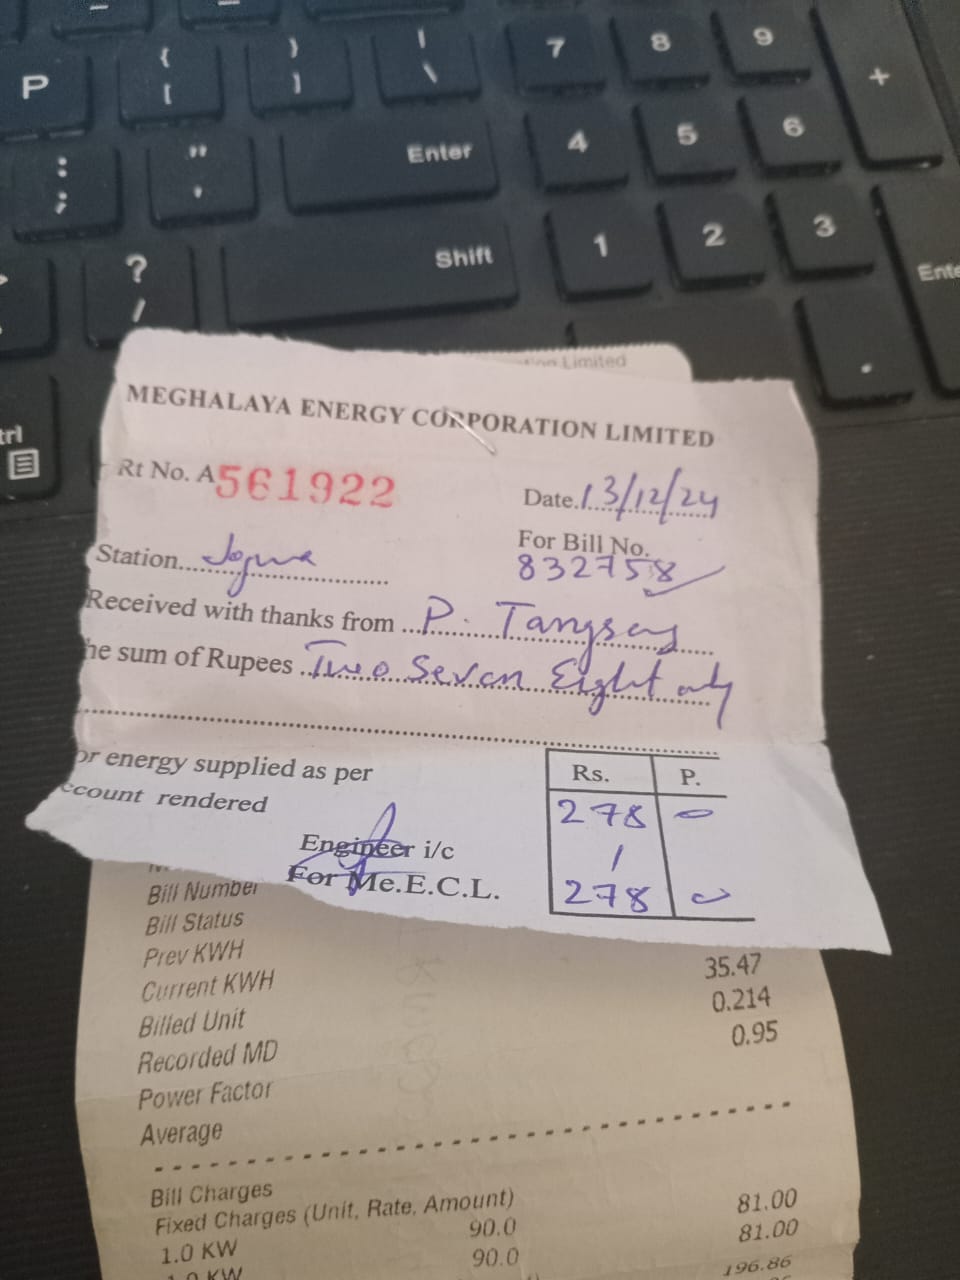 P { [ } ] | \ 7 8 9 +
: ; " ' Enter 4 5 6
? / Shift 1 2 3 Ente
.
trl
tion Limited
MEGHALAYA ENERGY CORPORATION LIMITED
Rt No. A561922
Date.13/12/24
Station
For Bill No.
832758
Received with thanks from P. Tangsang
he sum of Rupees Two Seven Eight only
or energy supplied as per
ccount rendered
Rs. P.
278 -
/
278 -
Engineer i/c
For Me.E.C.L.
Bill Number
Bill Status
Prev KWH
Current KWH 35.47
Billed Unit 0.214
Recorded MD 0.95
Power Factor
Average
Bill Charges
Fixed Charges (Unit, Rate, Amount) 81.00
1.0 KW 90.0 81.00
1.0 KW 90.0
196.86